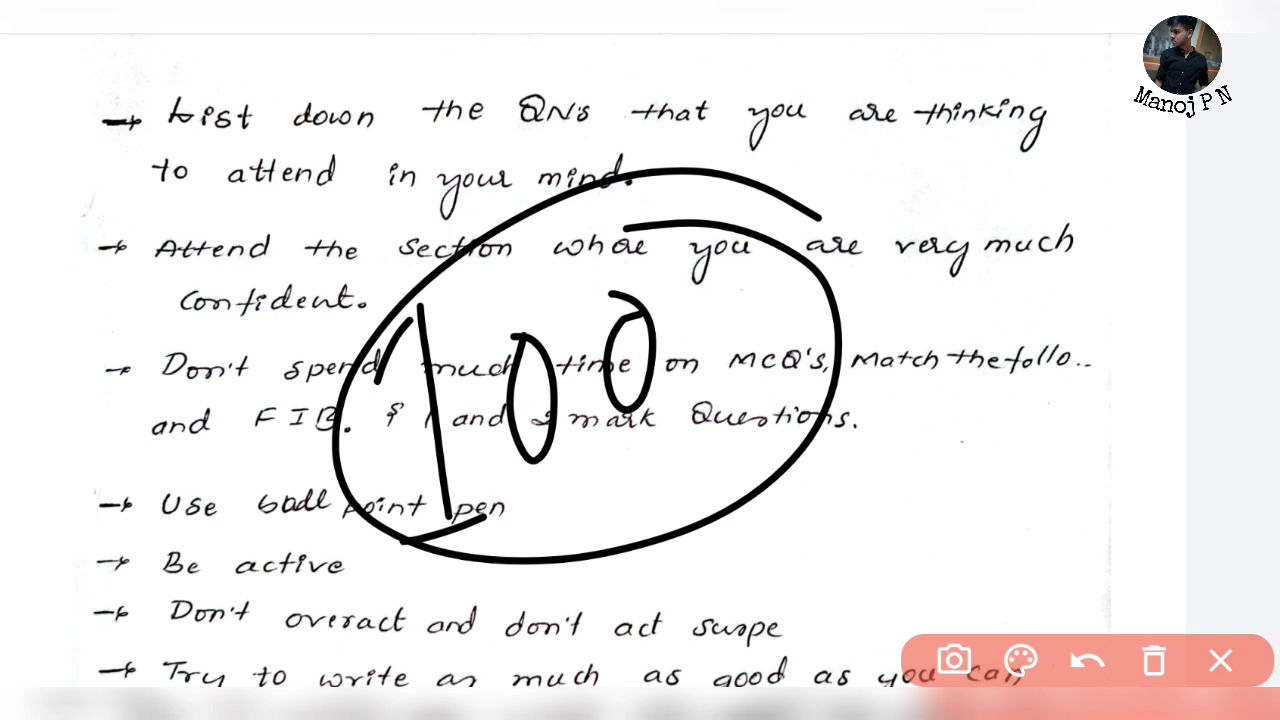 Manoj P N
→ List down the QNS that you are thinking
to attend in your mind.
→ Attend the section where you are very much
confident.
→ Don't spend much time on MCQ's, Match the follo..
and FIB. & 1 and 2 mark Questions.
100
→ Use ball point pen
→ Be active
→ Don't overact and don't act
→ Try to write as much as good as you can